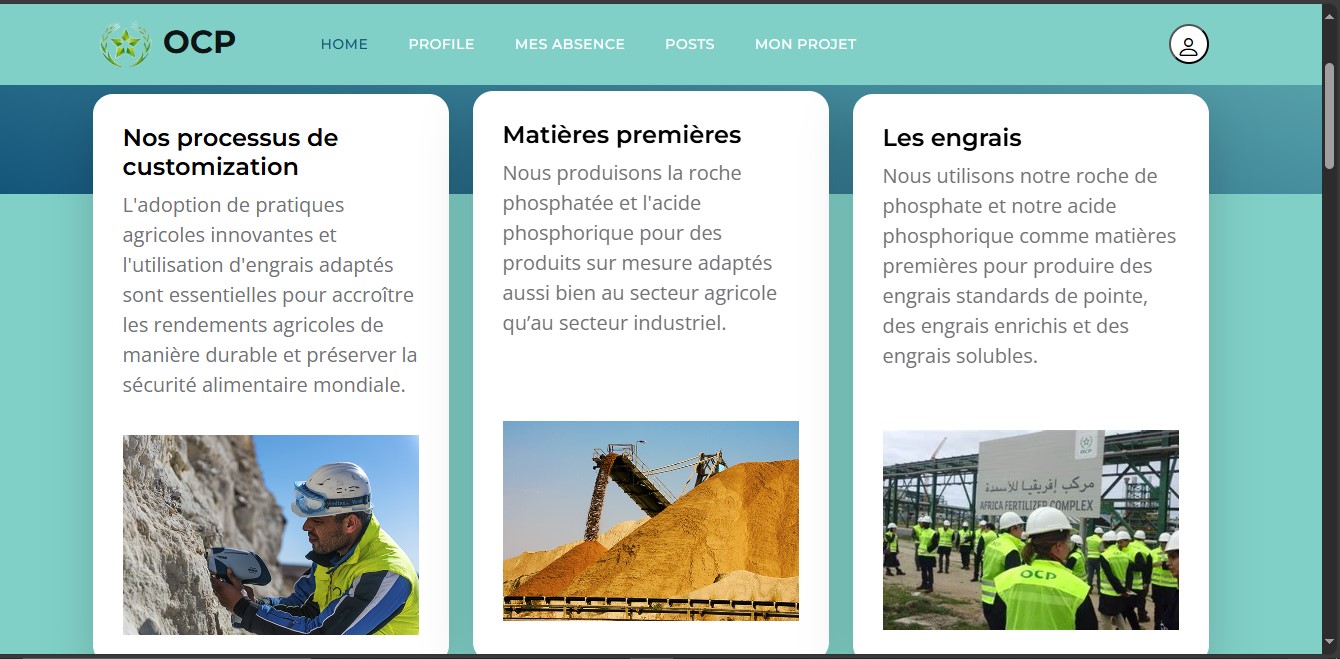 OCP
HOME
PROFILE
MES ABSENCE
POSTS
MON PROJET
Nos processus de
customization
L'adoption de pratiques
agricoles innovantes et
l'utilisation d'engrais adaptés
sont essentielles pour accroître
les rendements agricoles de
manière durable et préserver la
sécurité alimentaire mondiale.
Matières premières
Nous produisons la roche
phosphatée et l'acide
phosphorique pour des
produits sur mesure adaptés
aussi bien au secteur agricole
qu’au secteur industriel.
Les engrais
Nous utilisons notre roche de
phosphate et notre acide
phosphorique comme matières
premières pour produire des
engrais standards de pointe,
des engrais enrichis et des
engrais solubles.
مركب إفريقيا للأسمدة
AFRICA FERTILIZER COMPLEX
OCP